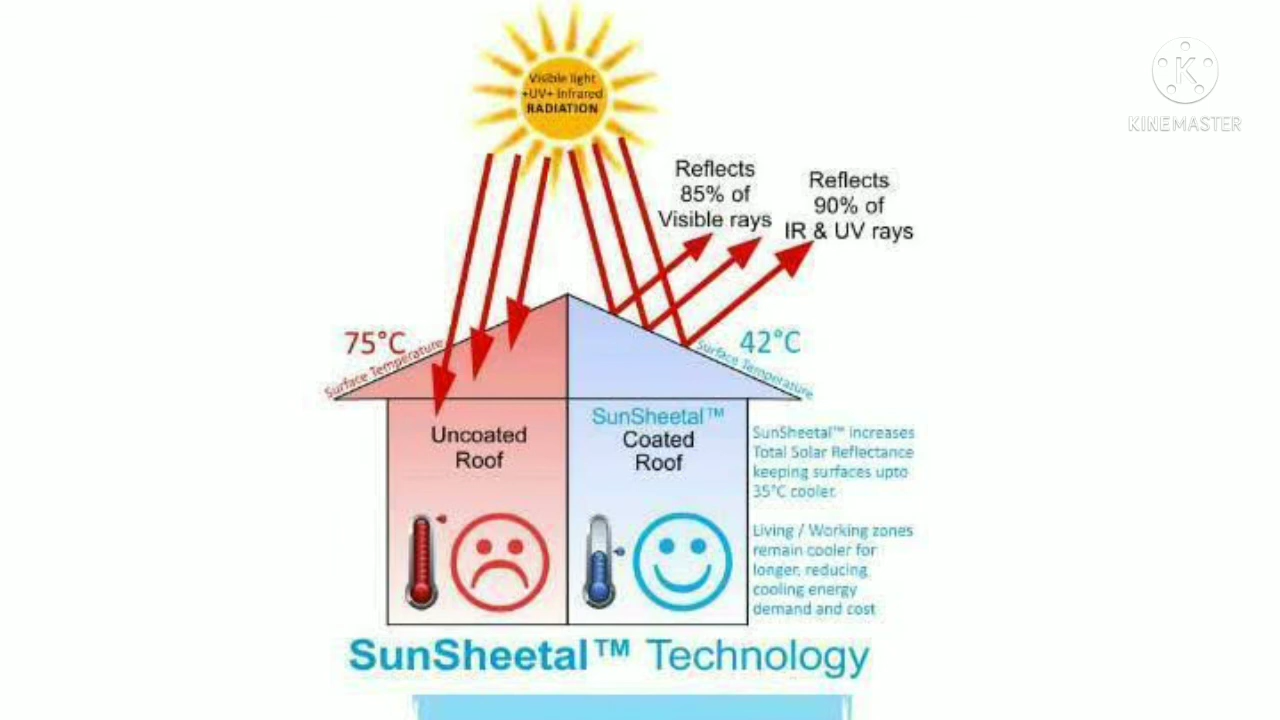 Visible light
+UV+ Infrared
RADIATION
KINEMASTER
Reflects
85% of
Visible rays
Reflects
90% of
IR & UV rays
75°C
Surface Temperature
42°C
Surface Temperature
Uncoated
Roof
SunSheetal™
Coated
Roof
SunSheetal™ increases
Total Solar Reflectance
keeping surfaces upto
35°C cooler.
Living / Working zones
remain cooler for
longer, reducing
cooling energy
demand and cost
SunSheetal™ Technology